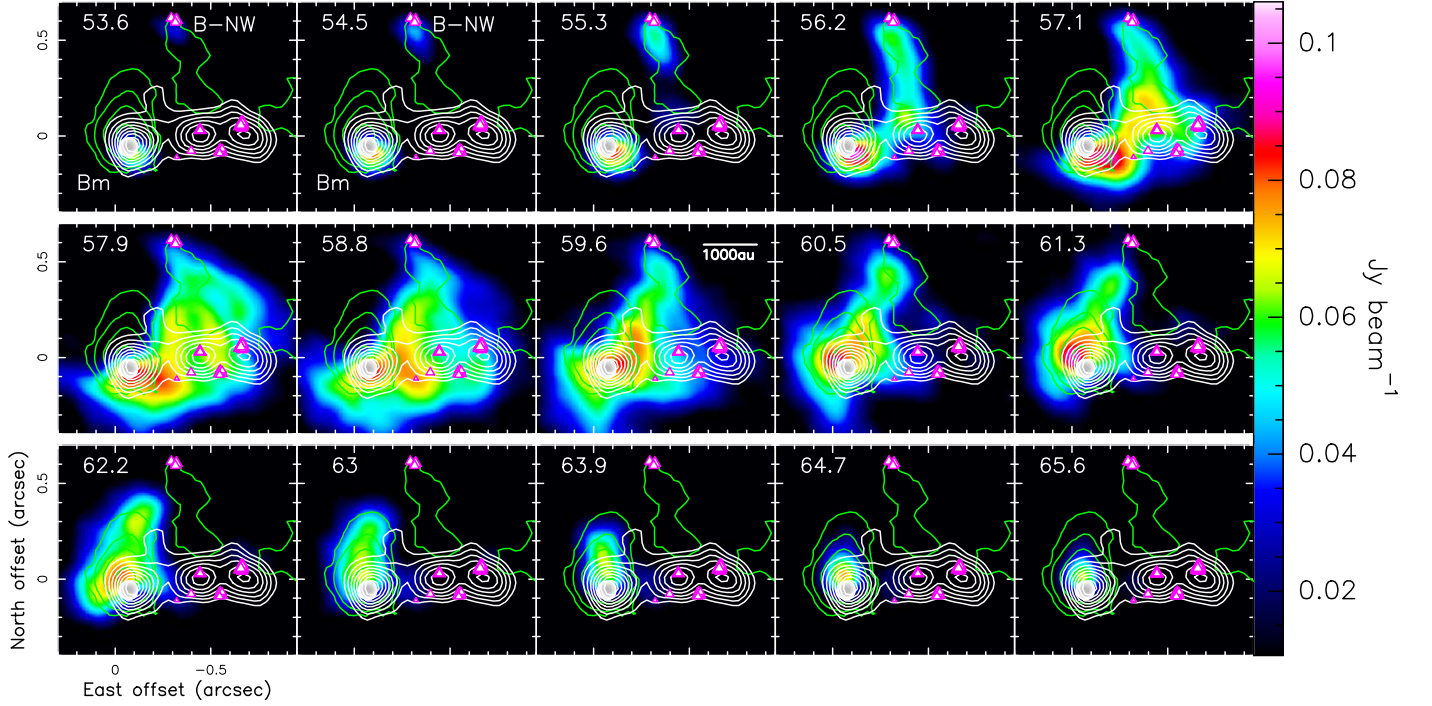 53.6 B−NW 54.5 B−NW 55.3 56.2 57.1
0.1
0.5
0
Bm Bm
0.08
57.9 58.8 59.6 60.5 61.3
1000au
0.5
0.06
0
Jy beam⁻¹
0.04
62.2 63 63.9 64.7 65.6
0.5
0.02
0
North offset (arcsec)
0 −0.5
East offset (arcsec)